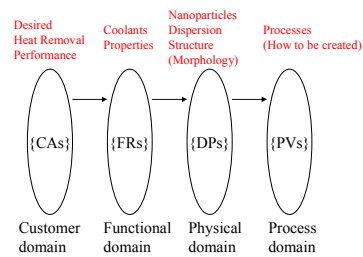 Desired
Heat Removal
Performance
Coolants
Properties
Nanoparticles
Dispersion
Structure
(Morphology)
Processes
(How to be created)
{CAs}
{FRs}
{DPs}
{PVs}
Customer
domain
Functional
domain
Physical
domain
Process
domain